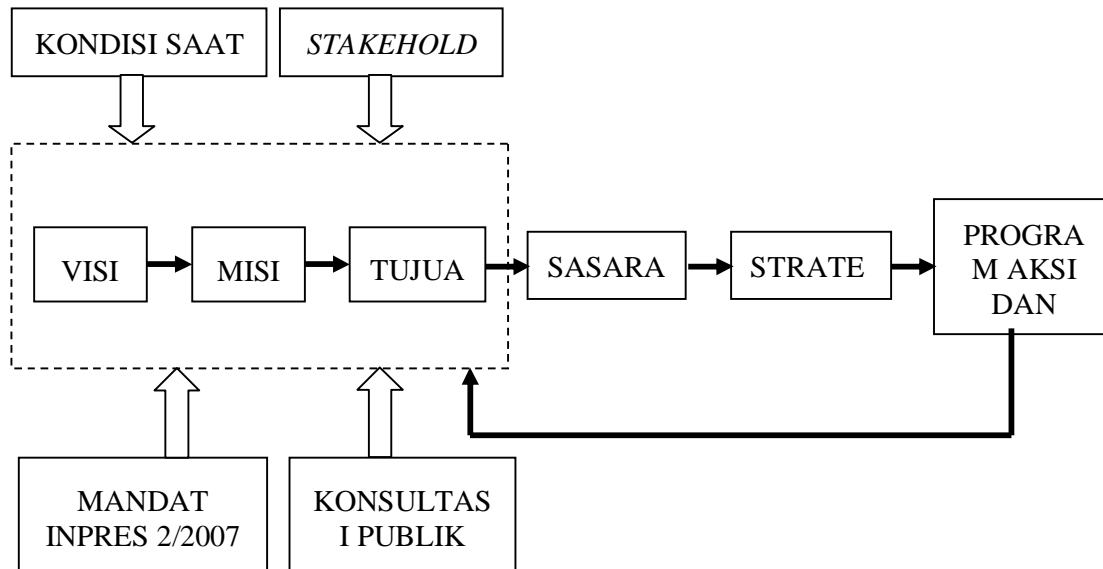 KONDISI SAAT
STAKEHOLD
VISI
MISI
TUJUA
SASARA
STRATE
PROGRA
M AKSI
DAN
MANDAT
INPRES 2/2007
KONSULTAS
I PUBLIK